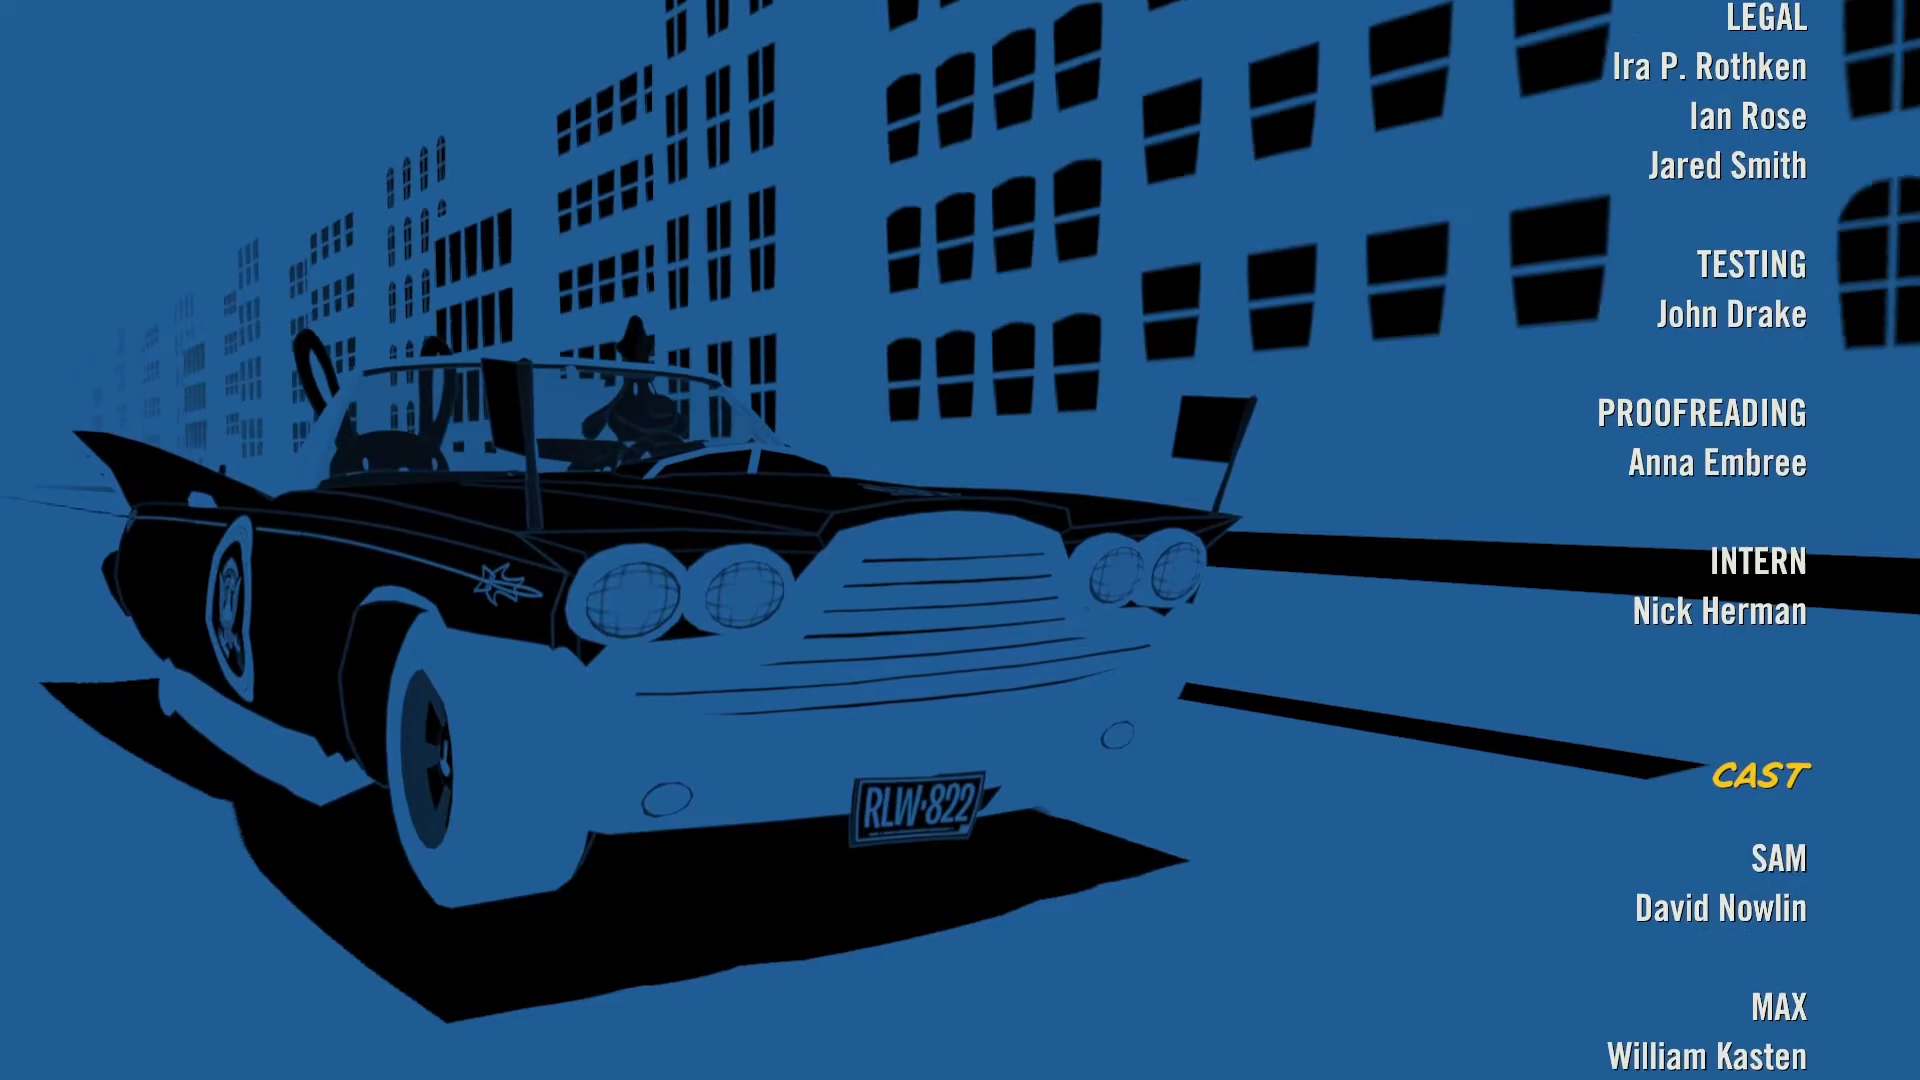 LEGAL
Ira P. Rothken
Ian Rose
Jared Smith
TESTING
John Drake
PROOFREADING
Anna Embree
INTERN
Nick Herman
CAST
SAM
David Nowlin
MAX
William Kasten
RLW·822